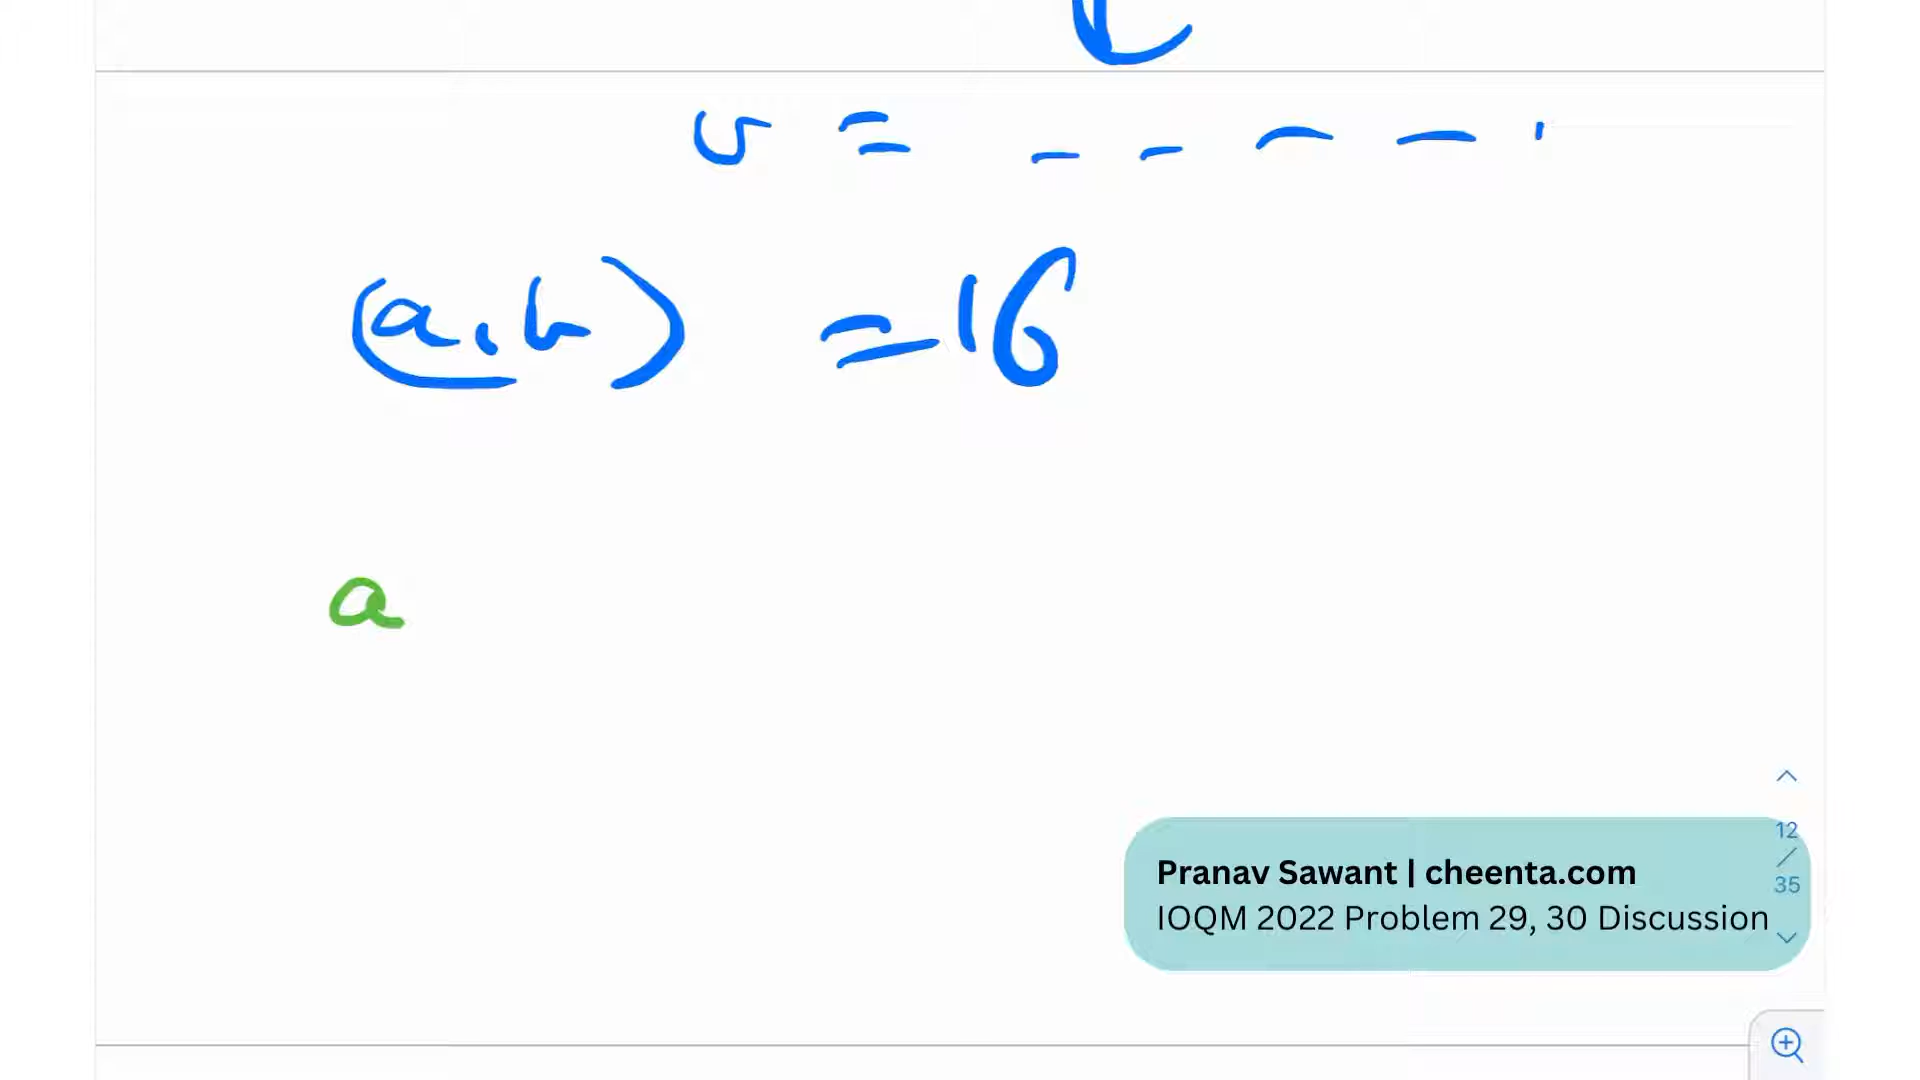 v = _ _ _ _ .
(a, b) = 16
a
12
/
35
Pranav Sawant | cheenta.com
IOQM 2022 Problem 29, 30 Discussion